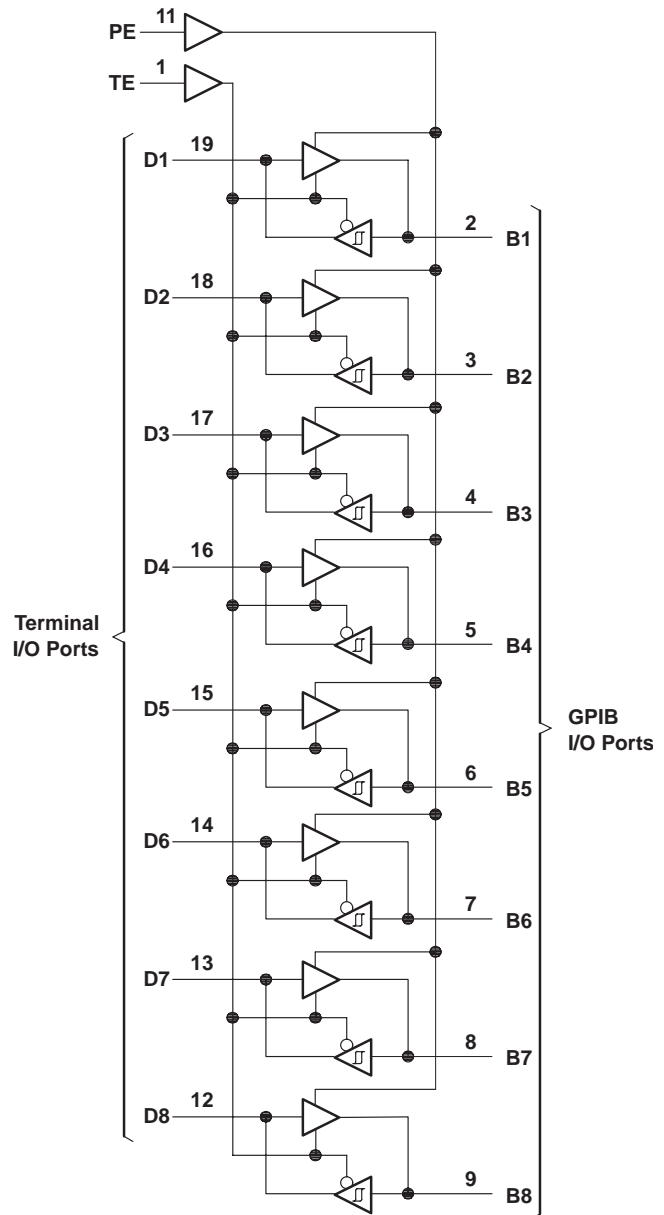 11
PE
1
TE
19
D1
2
B1
18
D2
3
B2
17
D3
4
B3
16
D4
Terminal
I/O Ports
5
B4
15
D5
GPIB
I/O Ports
6
B5
14
D6
7
B6
13
D7
8
B7
12
D8
9
B8